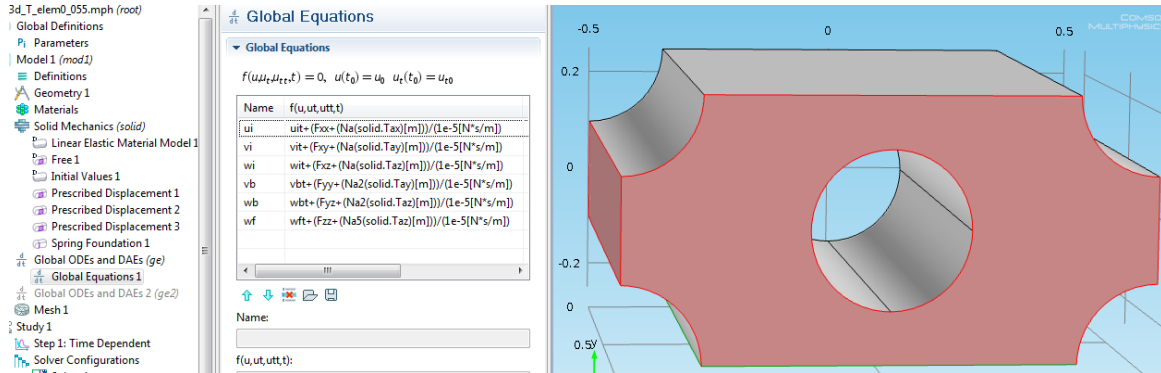 3d_T_elem0_055.mph (root)
Global Definitions
Pi Parameters
Model 1 (mod1)
Definitions
Geometry 1
Materials
Solid Mechanics (solid)
Linear Elastic Material Model 1
Free 1
Initial Values 1
Prescribed Displacement 1
Prescribed Displacement 2
Prescribed Displacement 3
Spring Foundation 1
Global ODEs and DAEs (ge)
Global Equations 1
Global ODEs and DAEs 2 (ge2)
Mesh 1
Study 1
Step 1: Time Dependent
Solver Configurations
Global Equations
Global Equations
f(u,ut,utt,t) = 0, u(t0) = u0 ut(t0) = ut0
Name f(u,ut,utt,t)
ui uit+(Fxx+(Na(solid.Tax)[m]))/(1e-5[N*s/m])
vi vit+(Fxy+(Na(solid.Tay)[m]))/(1e-5[N*s/m])
wi wit+(Fxz+(Na(solid.Taz)[m]))/(1e-5[N*s/m])
vb vbt+(Fyy+(Na2(solid.Tay)[m]))/(1e-5[N*s/m])
wb wbt+(Fyz+(Na2(solid.Taz)[m]))/(1e-5[N*s/m])
wf wft+(Fzz+(Na5(solid.Taz)[m]))/(1e-5[N*s/m])
Name:
f(u,ut,utt,t):
COMSO
MULTIPHYSIC
-0.5 0 0.5
0.2
0
-0.2
0
0.5
y